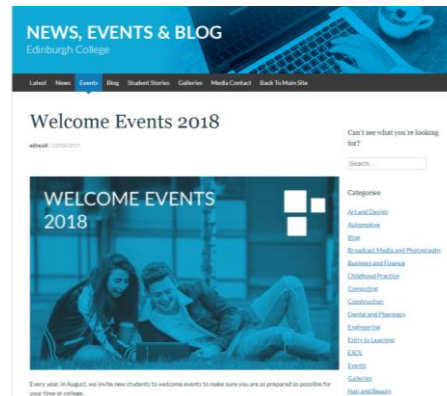 NEWS, EVENTS & BLOG
Edinburgh College
Latest News Events Blog Student Stories Galleries Media Contact Back To Main Site
Welcome Events 2018
Can't see what you're looking
for?
Search …
WELCOME EVENTS
2018
Categories
Art and Design
Automotive
Blog
Broadcast Media and Photography
Business and Finance
Childhood Practice
Computing
Construction
Dental and Pharmacy
Engineering
Entry to Learning
ESOL
Events
Galleries
Hair and Beauty
Every year, in August, we invite new students to welcome events to make sure you are as prepared as possible for
your time at college.